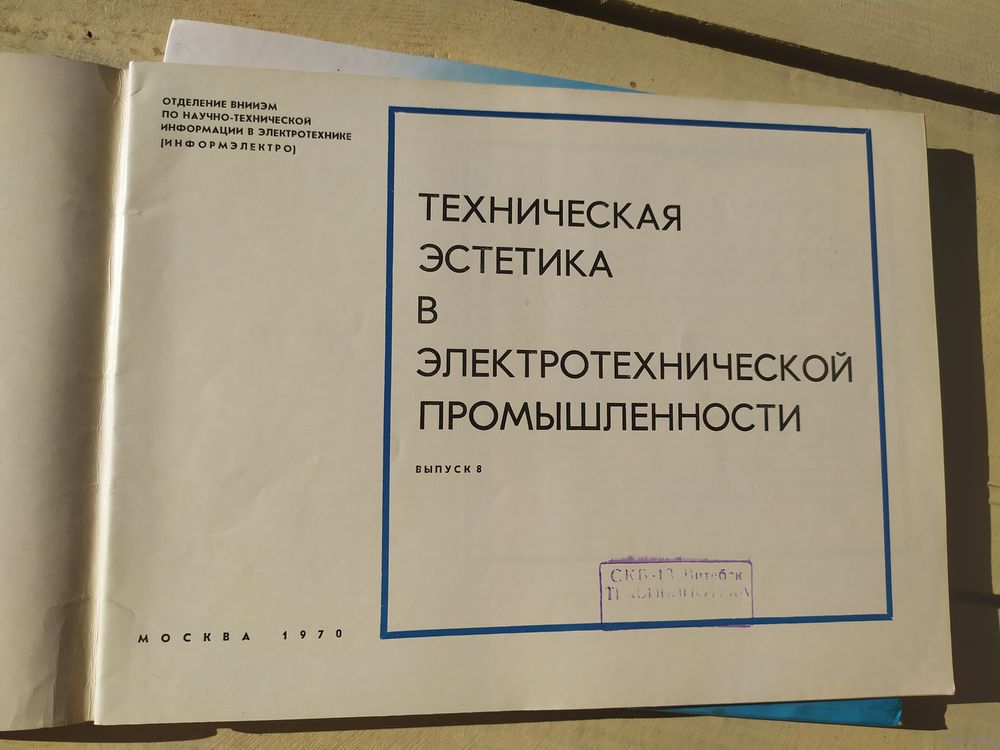 ОТДЕЛЕНИЕ ВНИИЭМ
ПО НАУЧНО-ТЕХНИЧЕСКОЙ
ИНФОРМАЦИИ В ЭЛЕКТРОТЕХНИКЕ
(ИНФОРМЭЛЕКТРО)
ТЕХНИЧЕСКАЯ
ЭСТЕТИКА
В
ЭЛЕКТРОТЕХНИЧЕСКОЙ
ПРОМЫШЛЕННОСТИ
ВЫПУСК 8
СКБ-13 Витебск
МОСКВА 1970